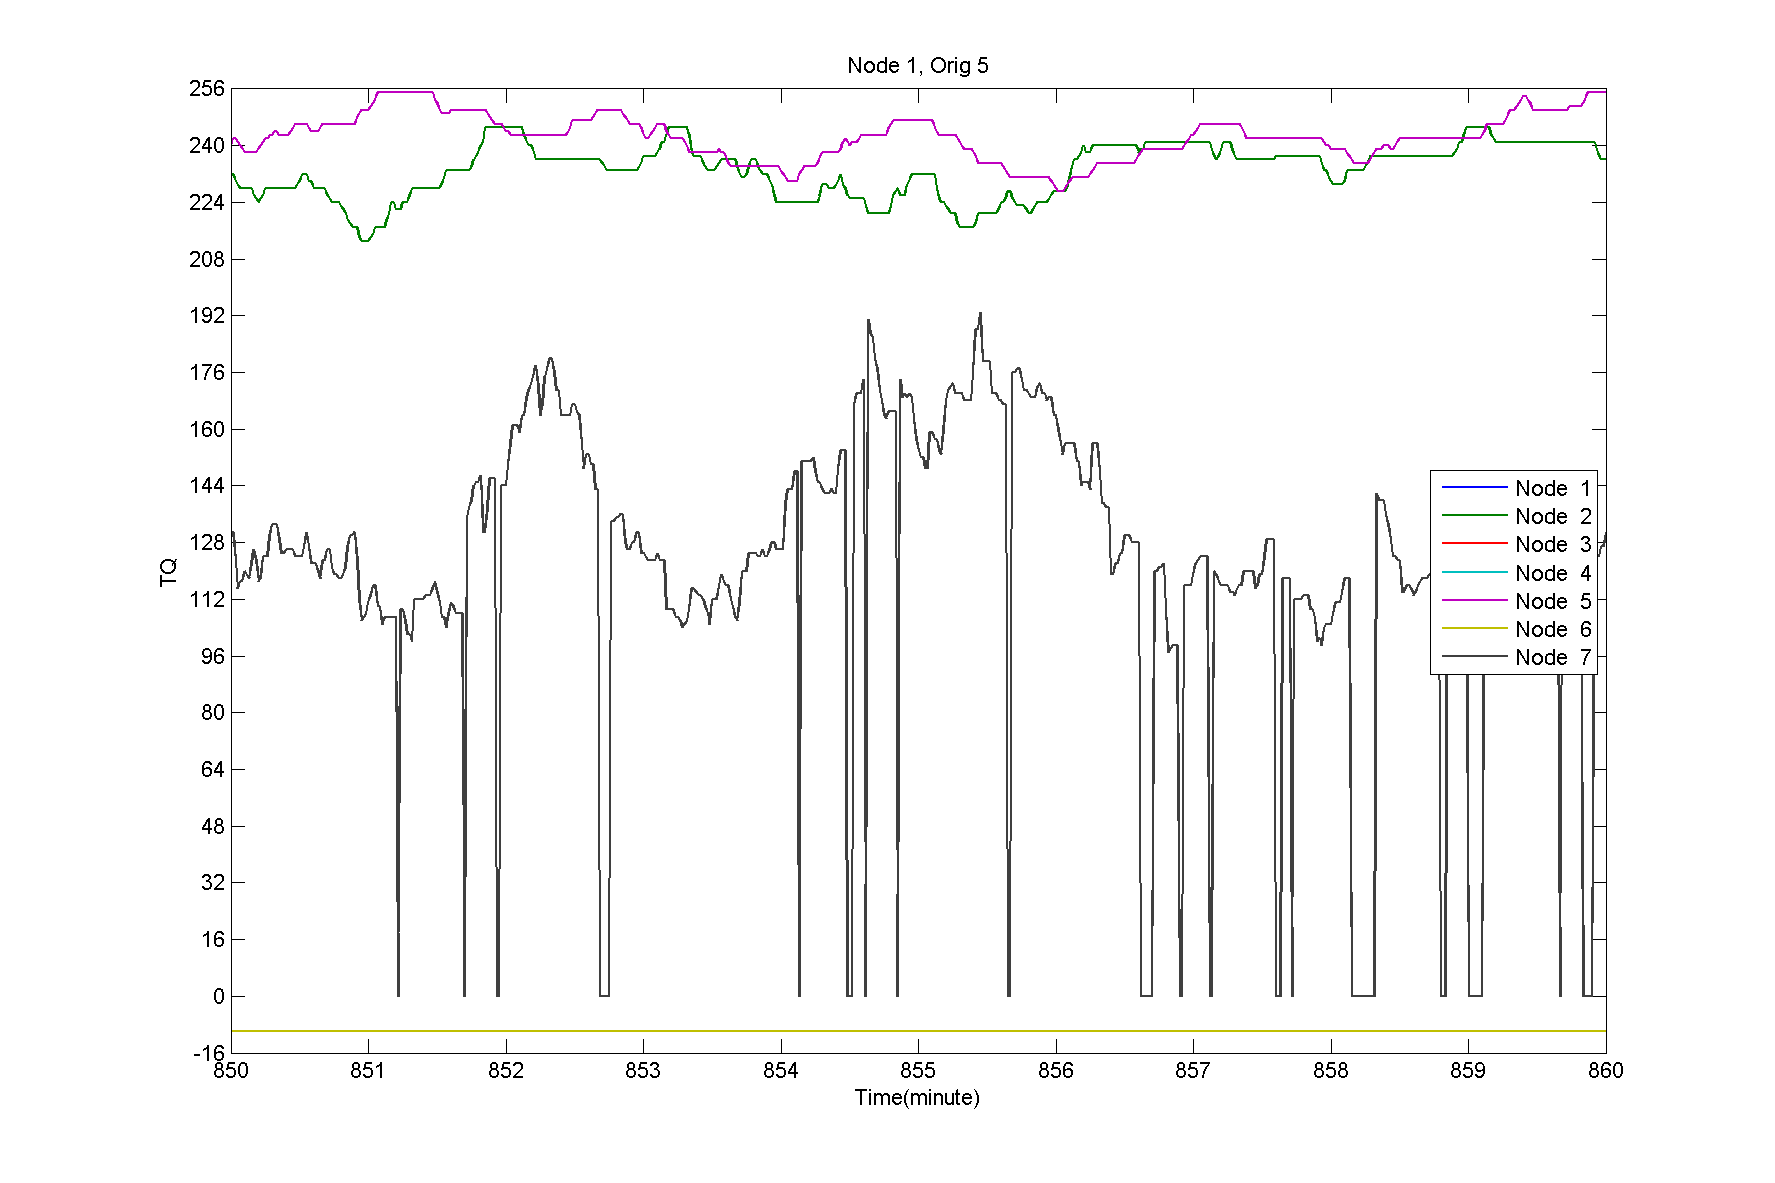 Node 1, Orig 5
256
240
224
208
192
176
160
144
128
112
96
80
64
48
32
16
0
-16
TQ
850 851 852 853 854 855 856 857 858 859 860
Time(minute)
Node 1
Node 2
Node 3
Node 4
Node 5
Node 6
Node 7